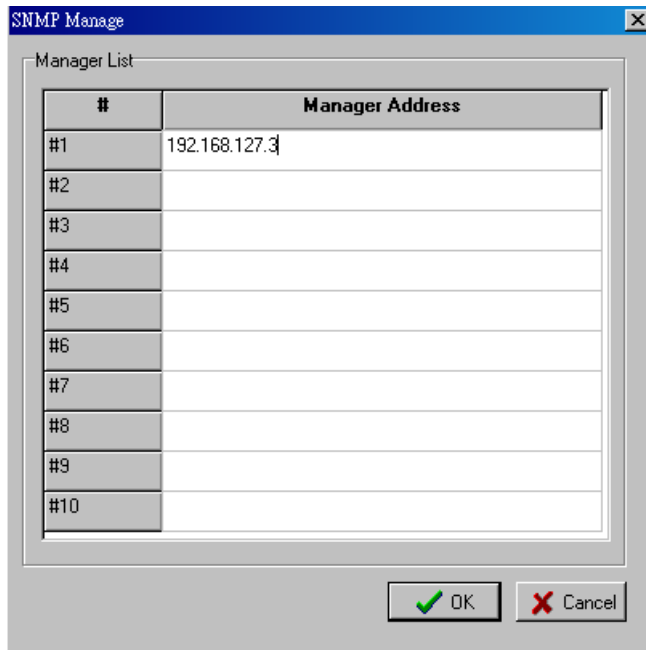 SNMP Manage
Manager List
# Manager Address
#1 192.168.127.3
#2
#3
#4
#5
#6
#7
#8
#9
#10
OK Cancel